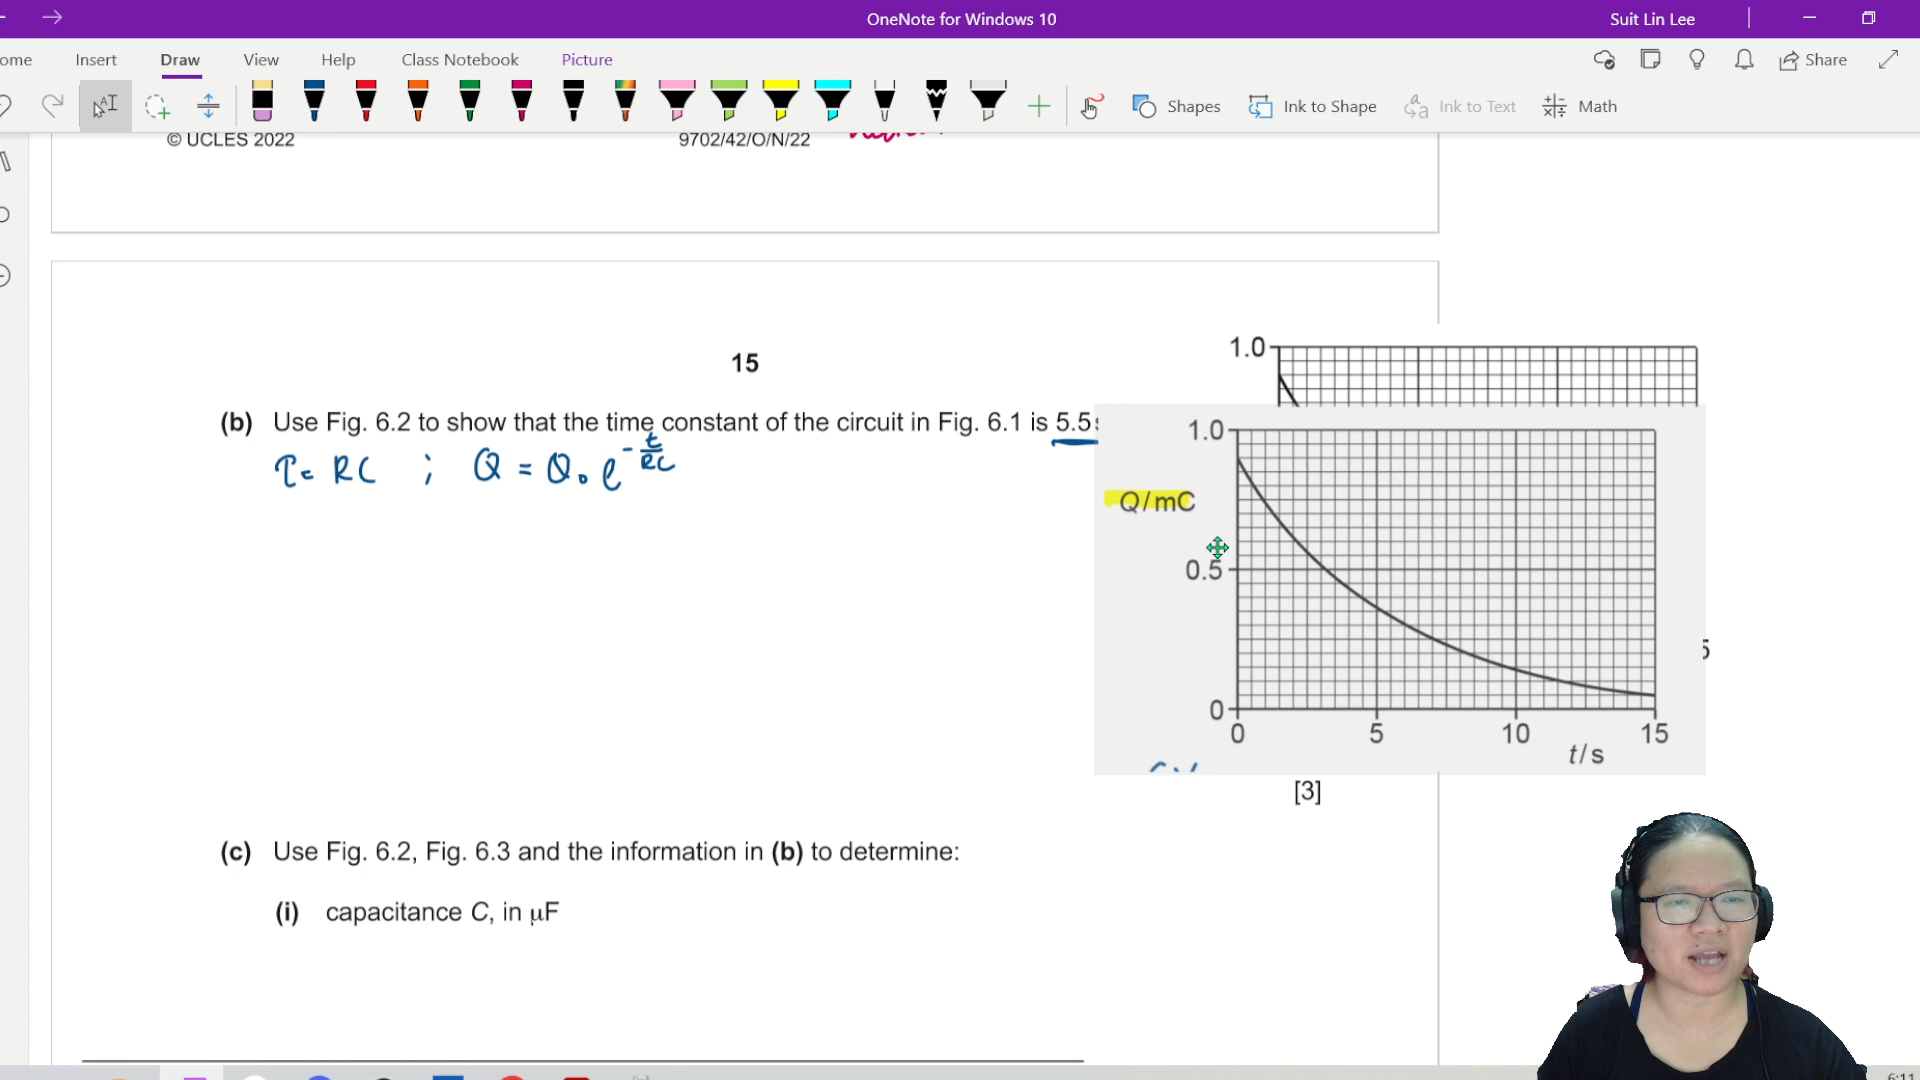 OneNote for Windows 10
Suit Lin Lee
Insert
Draw
View
Help
Class Notebook
Picture
Share
Shapes
Ink to Shape
Ink to Text
Math
© UCLES 2022
9702/42/O/N/22
15
(b) Use Fig. 6.2 to show that the time constant of the circuit in Fig. 6.1 is 5.5s
τ = RC ; Q = Q₀ e^(-t/RC)
1.0
1.0
Q/mC
0.5
0
0 5 10 15
t/s
5
[3]
(c) Use Fig. 6.2, Fig. 6.3 and the information in (b) to determine:
(i) capacitance C, in µF